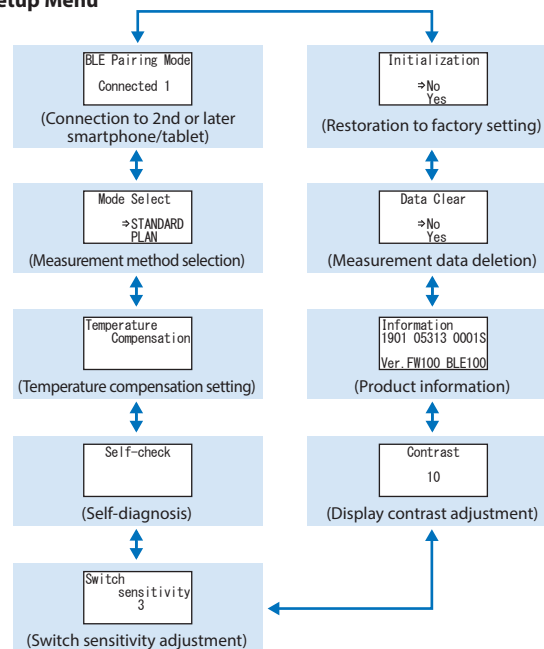 Setup Menu
BLE Pairing Mode
Connected 1
(Connection to 2nd or later
smartphone/tablet)
Mode Select
⇒STANDARD
PLAN
(Measurement method selection)
Temperature
Compensation
(Temperature compensation setting)
Self-check
(Self-diagnosis)
Switch
sensitivity
3
(Switch sensitivity adjustment)
Initialization
⇒No
Yes
(Restoration to factory setting)
Data Clear
⇒No
Yes
(Measurement data deletion)
Information
1901 05313 0001S
Ver.FW100 BLE100
(Product information)
Contrast
10
(Display contrast adjustment)